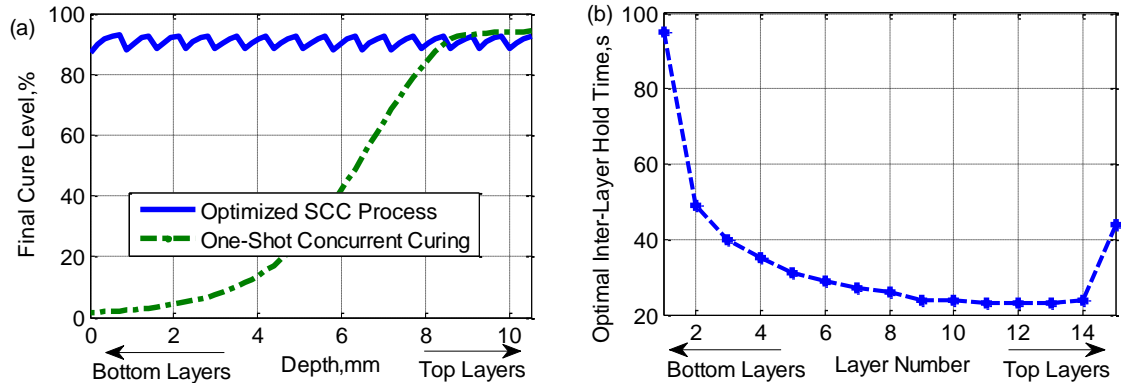 (a)
Final Cure Level,%
100
80
60
40
20
0
Optimized SCC Process
One-Shot Concurrent Curing
0 2 4 6 8 10
Bottom Layers
Depth,mm
Top Layers
(b)
Optimal Inter-Layer Hold Time,s
100
80
60
40
20
2 4 6 8 10 12 14
Bottom Layers
Layer Number
Top Layers